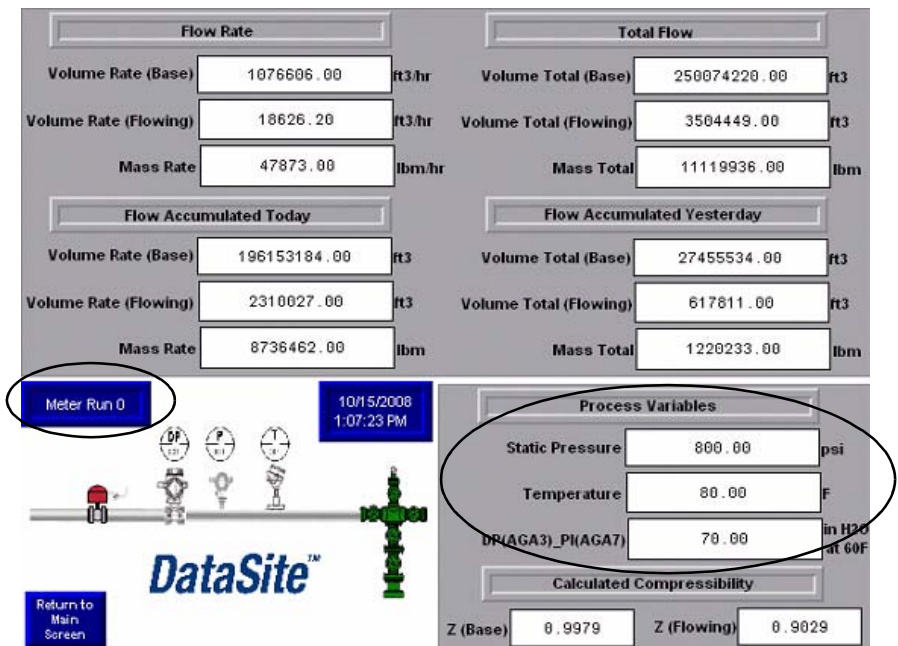 Flow Rate
Volume Rate (Base) 1076606.00 ft3/hr
Volume Rate (Flowing) 18626.20 ft3/hr
Mass Rate 47873.00 lbm/hr
Total Flow
Volume Total (Base) 250074220.00 ft3
Volume Total (Flowing) 3504449.00 ft3
Mass Total 11119936.00 lbm
Flow Accumulated Today
Volume Rate (Base) 196153184.00 ft3
Volume Rate (Flowing) 2310027.00 ft3
Mass Rate 8736462.00 lbm
Flow Accumulated Yesterday
Volume Total (Base) 27455534.00 ft3
Volume Total (Flowing) 617811.00 ft3
Mass Total 1220233.00 lbm
Meter Run 0
10/15/2008
1:07:23 PM
DP
P
T
DataSite™
Return to
Main
Screen
Process Variables
Static Pressure 800.00 psi
Temperature 80.00 F
DP(AGA3)_PI(AGA7) 70.00 in H2O
at 60F
Calculated Compressibility
Z (Base) 0.9979 Z (Flowing) 0.9029